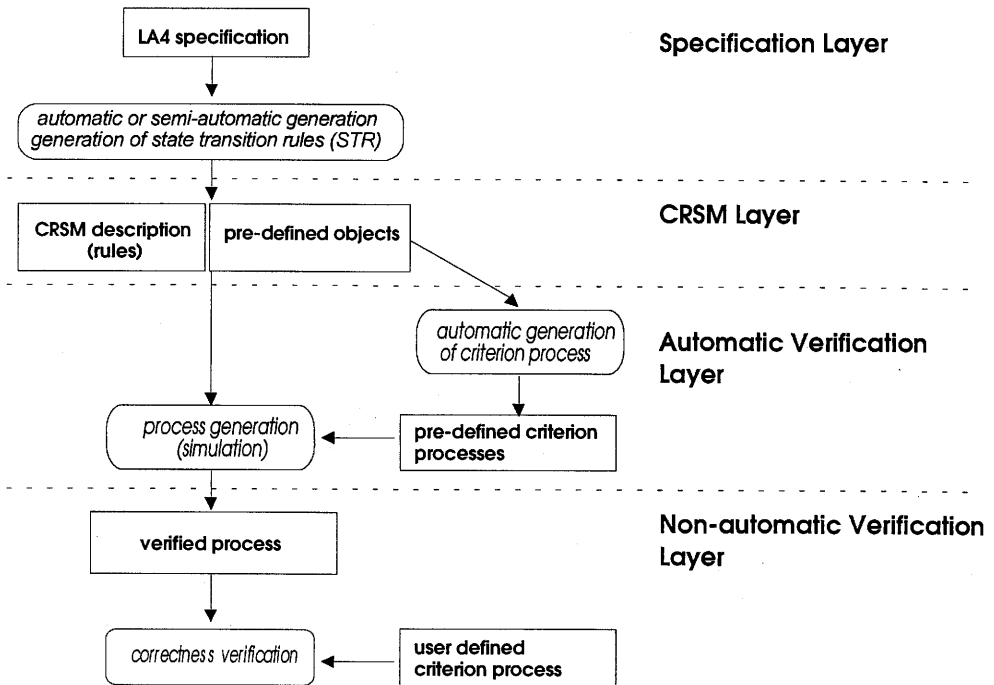 LA4 specification
Specification Layer
automatic or semi-automatic generation
generation of state transition rules (STR)
CRSM Layer
CRSM description
(rules)
pre-defined objects
automatic generation
of criterion process
Automatic Verification
Layer
process generation
(simulation)
pre-defined criterion
processes
Non-automatic Verification
Layer
verified process
correctness verification
user defined
criterion process